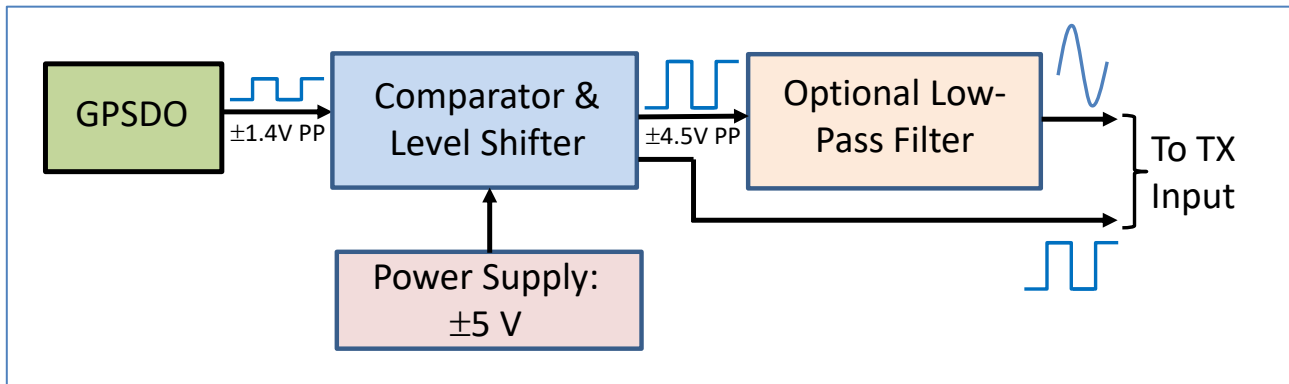 GPSDO
±1.4V PP
Comparator &
Level Shifter
±4.5V PP
Optional Low-
Pass Filter
To TX
Input
Power Supply:
±5 V